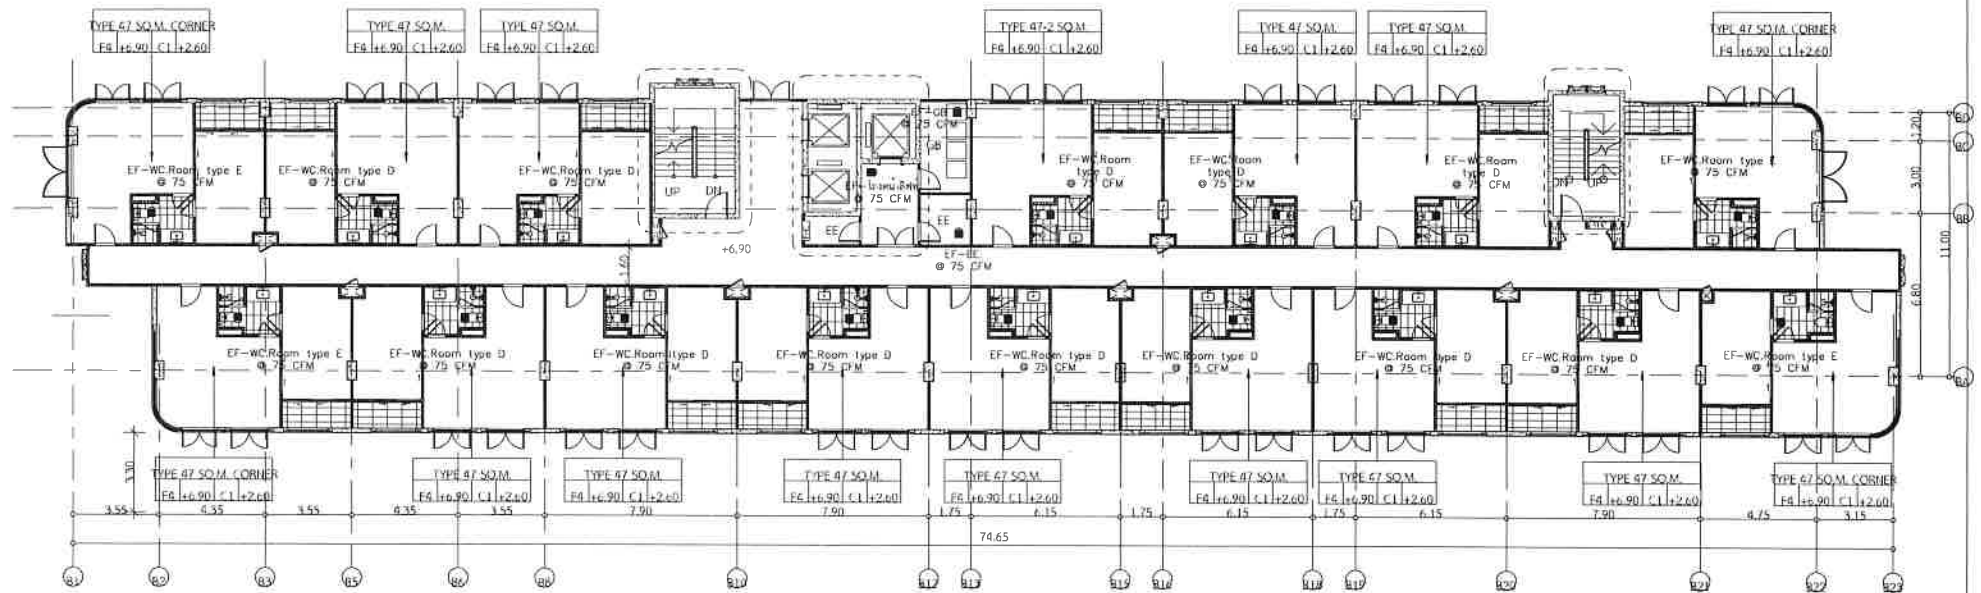 TYPE 47 SQ.M. CORNER
F4 +6.90 C1 +2.60
TYPE 47 SQ.M.
F4 +6.90 C1 +2.60
TYPE 47 SQ.M.
F4 +6.90 C1 +2.60
TYPE 47-2 SQ.M.
F4 +6.90 C1 +2.60
TYPE 47 SQ.M.
F4 +6.90 C1 +2.60
TYPE 47 SQ.M.
F4 +6.90 C1 +2.60
TYPE 47 SQ.M. CORNER
F4 +6.90 C1 +2.60
EF-GB
@ 75 CFM
GB
EF-WC.Room type E
@ 75 CFM
EF-WC.Room type D
@ 75 CFM
EF-WC.Room type D
@ 75 CFM
UP
DN
@ 75 CFM
EE
EE
EF-WC.Room
type D
@ 75 CFM
EF-WC.Room
type D
@ 75 CFM
EF-WC.Room
type D
@ 75 CFM
DN
UP
EF-WC.Room type E
@ 75 CFM
BD
BC
BB
BA
1.20
3.00
11.00
6.80
+6.90
1.60
EF-EE
@ 75 CFM
EF-WC.Room type E
@ 75 CFM
EF-WC.Room type D
@ 75 CFM
EF-WC.Room type D
@ 75 CFM
EF-WC.Room type D
@ 75 CFM
EF-WC.Room type D
@ 75 CFM
EF-WC.Room type D
@ 75 CFM
EF-WC.Room type D
@ 75 CFM
EF-WC.Room type D
@ 75 CFM
EF-WC.Room type E
@ 75 CFM
3.30
TYPE 47 SQ.M. CORNER
F4 +6.90 C1 +2.60
TYPE 47 SQ.M.
F4 +6.90 C1 +2.60
TYPE 47 SQ.M.
F4 +6.90 C1 +2.60
TYPE 47 SQ.M.
F4 +6.90 C1 +2.60
TYPE 47 SQ.M.
F4 +6.90 C1 +2.60
TYPE 47 SQ.M.
F4 +6.90 C1 +2.60
TYPE 47 SQ.M.
F4 +6.90 C1 +2.60
TYPE 47 SQ.M.
F4 +6.90 C1 +2.60
TYPE 47 SQ.M. CORNER
F4 +6.90 C1 +2.60
3.55 4.35 3.55 4.35 3.55 7.90 7.90 1.75 6.15 1.75 6.15 1.75 6.15 7.90 4.75 3.15
74.65
B1 B2 B3 B5 B6 B8 B10 B12 B13 B16 B18 B19 B20 B21 B22 B23